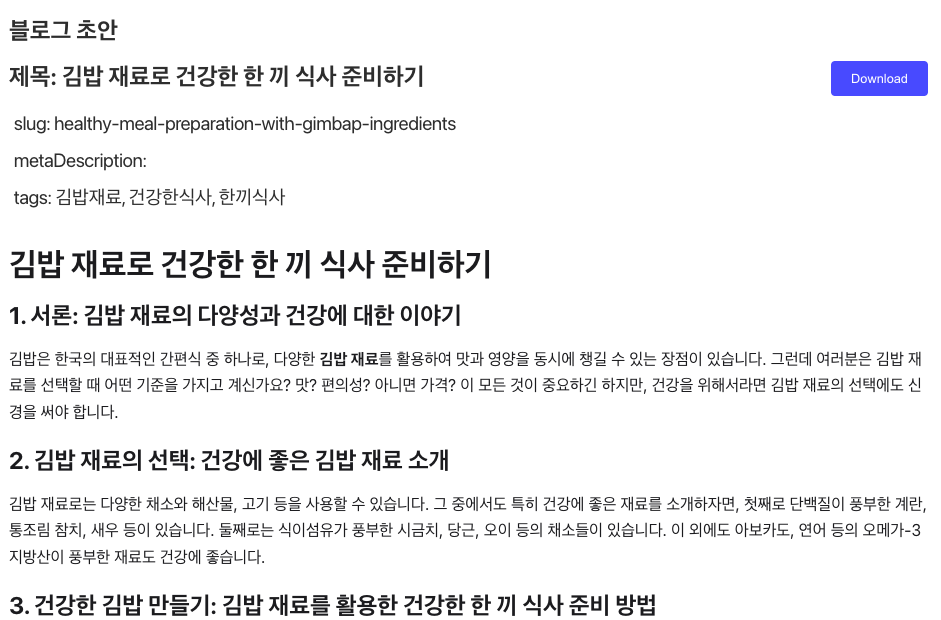 블로그 초안
제목: 김밥 재료로 건강한 한 끼 식사 준비하기
Download
slug: healthy-meal-preparation-with-gimbap-ingredients
metaDescription:
tags: 김밥재료, 건강한식사, 한끼식사
김밥 재료로 건강한 한 끼 식사 준비하기
1. 서론: 김밥 재료의 다양성과 건강에 대한 이야기
김밥은 한국의 대표적인 간편식 중 하나로, 다양한 김밥 재료를 활용하여 맛과 영양을 동시에 챙길 수 있는 장점이 있습니다. 그런데 여러분은 김밥 재
료를 선택할 때 어떤 기준을 가지고 계신가요? 맛? 편의성? 아니면 가격? 이 모든 것이 중요하긴 하지만, 건강을 위해서라면 김밥 재료의 선택에도 신
경을 써야 합니다.
2. 김밥 재료의 선택: 건강에 좋은 김밥 재료 소개
김밥 재료로는 다양한 채소와 해산물, 고기 등을 사용할 수 있습니다. 그 중에서도 특히 건강에 좋은 재료를 소개하자면, 첫째로 단백질이 풍부한 계란,
통조림 참치, 새우 등이 있습니다. 둘째로는 식이섬유가 풍부한 시금치, 당근, 오이 등의 채소들이 있습니다. 이 외에도 아보카도, 연어 등의 오메가-3
지방산이 풍부한 재료도 건강에 좋습니다.
3. 건강한 김밥 만들기: 김밥 재료를 활용한 건강한 한 끼 식사 준비 방법